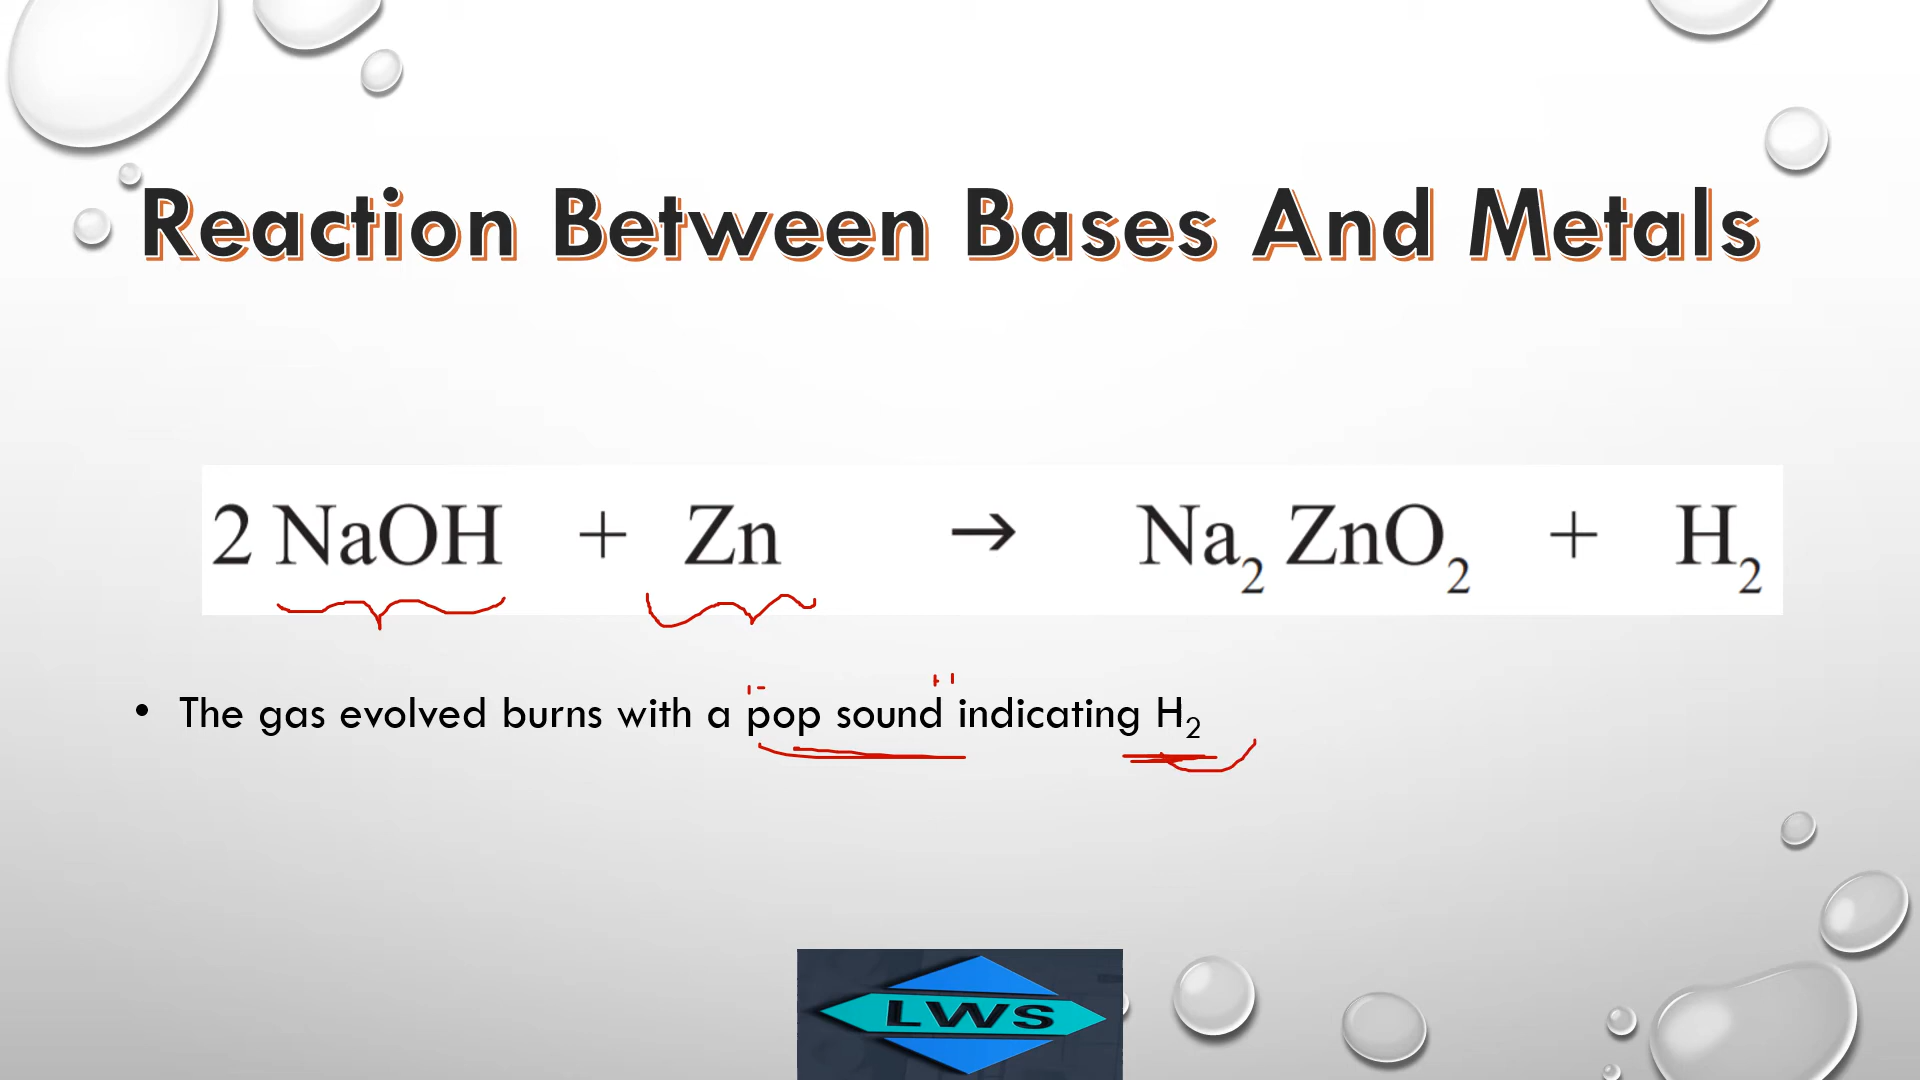 Reaction Between Bases And Metals
2 NaOH + Zn → Na₂ ZnO₂ + H₂
• The gas evolved burns with a pop sound indicating H₂
LWS